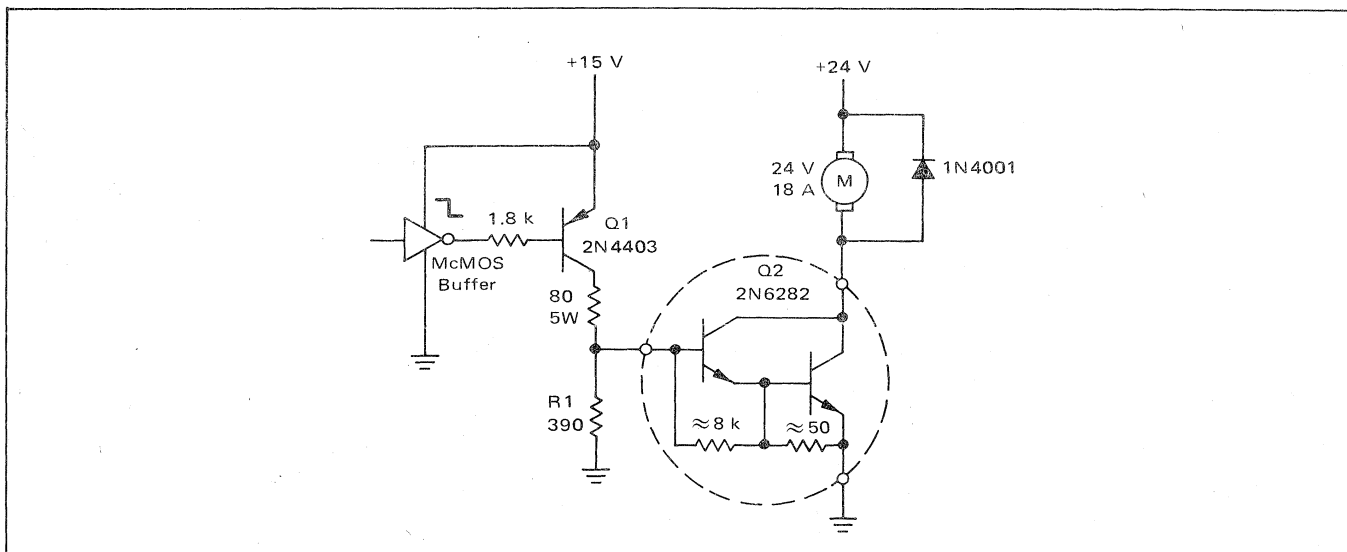 +15 V
+24 V
24 V
18 A
M
1N4001
1.8 k
Q1
2N4403
McMOS
Buffer
80
5W
Q2
2N6282
R1
390
≈8 k
≈50